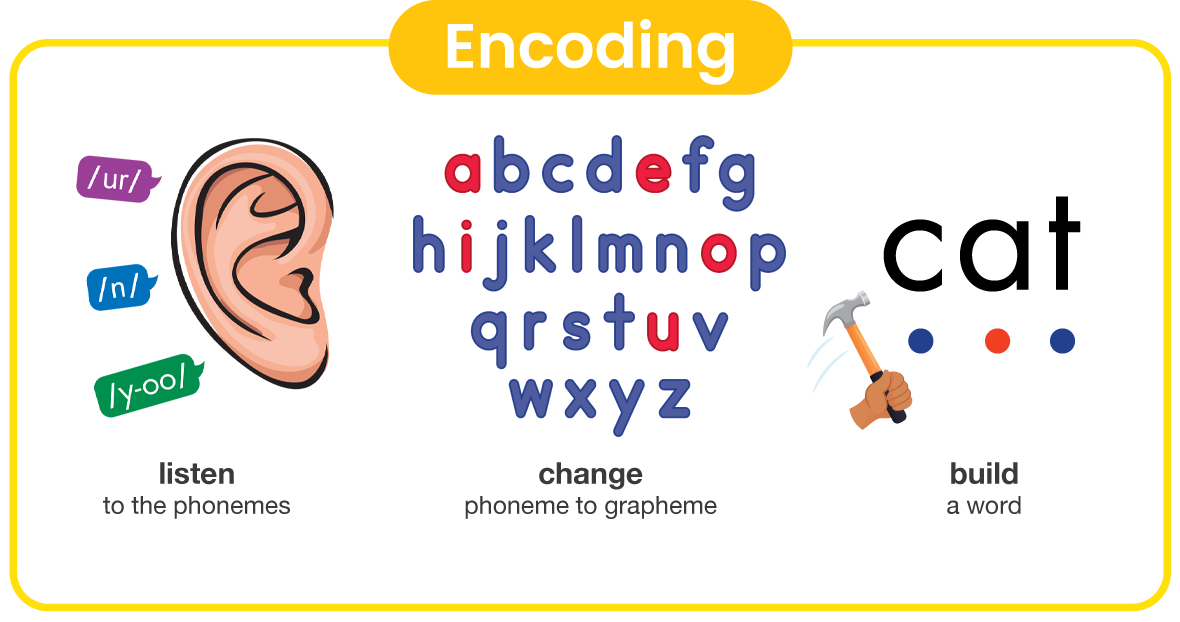 Encoding
/ur/
/n/
/y-oo/
abcdefg
hijklmnop
qrstuv
wxyz
cat
listen
to the phonemes
change
phoneme to grapheme
build
a word